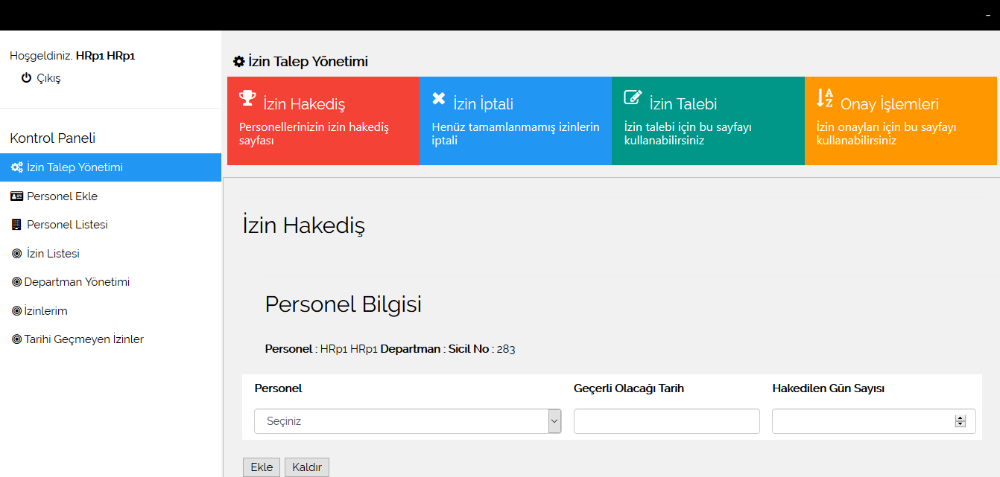 Hoşgeldiniz, HRp1 HRp1
Çıkış
Kontrol Paneli
İzin Talep Yönetimi
Personel Ekle
Personel Listesi
İzin Listesi
Departman Yönetimi
İzinlerim
Tarihi Geçmeyen İzinler
İzin Talep Yönetimi
İzin Hakediş
Personellerinizin izin hakediş
sayfası
İzin İptali
Henüz tamamlanmamış izinlerin
iptali
İzin Talebi
İzin talebi için bu sayfayı
kullanabilirsiniz
Onay İşlemleri
İzin onayları için bu sayfayı
kullanabilirsiniz
İzin Hakediş
Personel Bilgisi
Personel : HRp1 HRp1 Departman : Sicil No : 283
Personel Geçerli Olacağı Tarih Hakedilen Gün Sayısı
Seçiniz
Ekle Kaldır